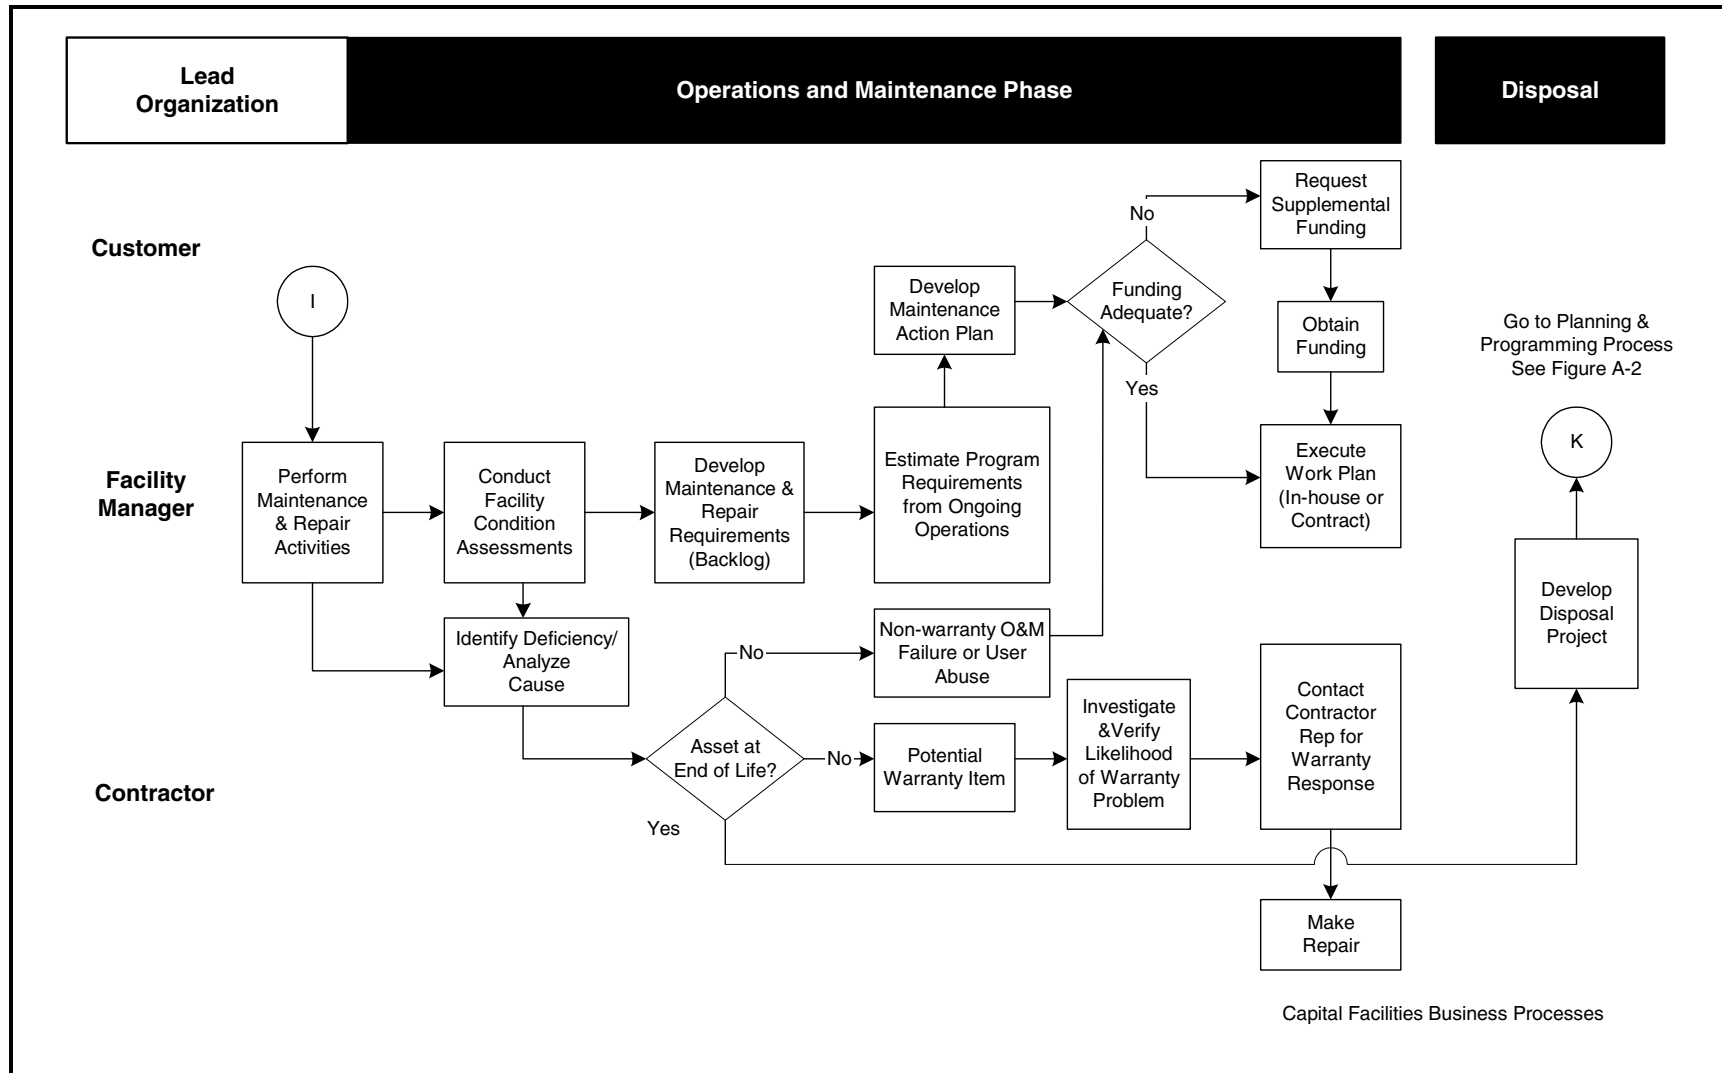 Lead
Organization
Operations and Maintenance Phase
Disposal
Customer
Facility
Manager
Contractor
I
Perform
Maintenance
& Repair
Activities
Conduct
Facility
Condition
Assessments
Identify Deficiency/
Analyze
Cause
Develop
Maintenance &
Repair
Requirements
(Backlog)
Estimate Program
Requirements
from Ongoing
Operations
Develop
Maintenance
Action Plan
Funding
Adequate?
No
Yes
Request
Supplemental
Funding
Obtain
Funding
Execute
Work Plan
(In-house or
Contract)
Asset at
End of Life?
No
No
Yes
Non-warranty O&M
Failure or User
Abuse
Potential
Warranty Item
Investigate
&Verify
Likelihood
of Warranty
Problem
Contact
Contractor
Rep for
Warranty
Response
Make
Repair
Go to Planning &
Programming Process
See Figure A-2
K
Develop
Disposal
Project
Capital Facilities Business Processes